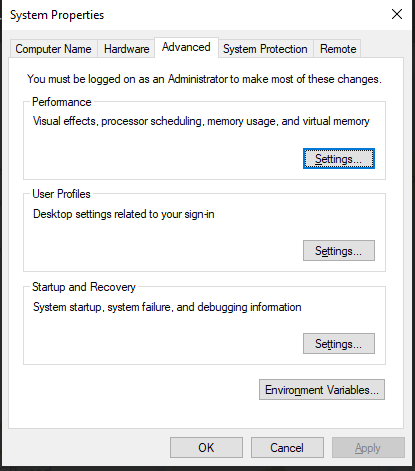 System Properties
Computer Name Hardware Advanced System Protection Remote
You must be logged on as an Administrator to make most of these changes.
Performance
Visual effects, processor scheduling, memory usage, and virtual memory
Settings...
User Profiles
Desktop settings related to your sign-in
Settings...
Startup and Recovery
System startup, system failure, and debugging information
Settings...
Environment Variables...
OK Cancel Apply